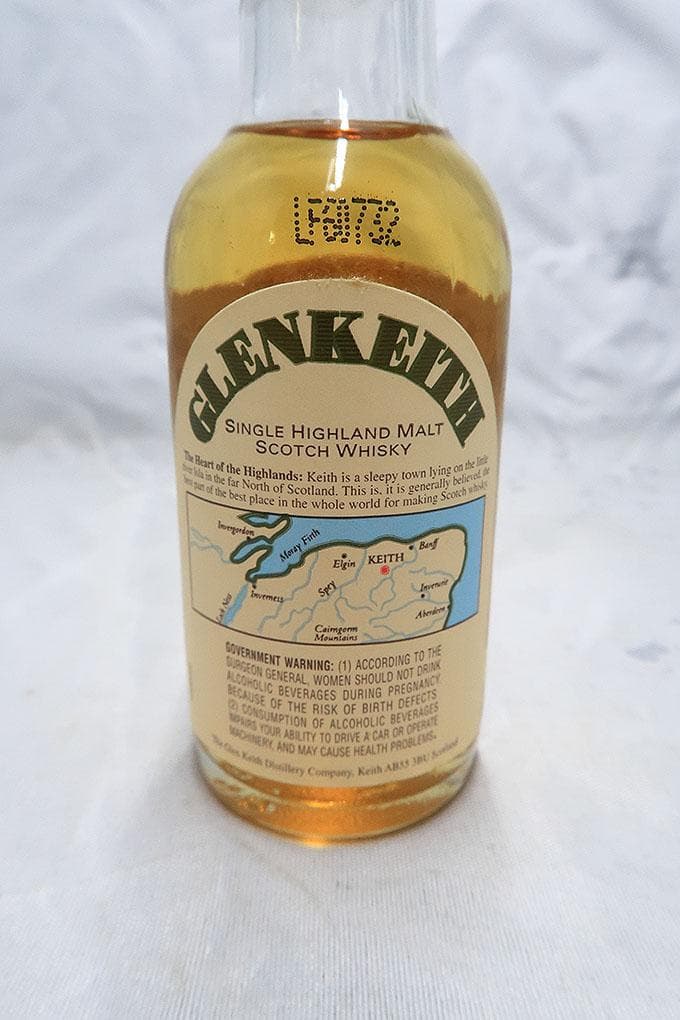 GLENKEITH
SINGLE HIGHLAND MALT
SCOTCH WHISKY
The Heart of the Highlands: Keith is a sleepy town lying on the little
river Isla in the far North of Scotland. This is, it is generally believed, the
best part of the best place in the whole world for making Scotch whisky.
Invergordon
Moray Firth
Banff
KEITH
Elgin
Spey
Inverurie
Inverness
Loch Ness
Aberdeen
Cairngorm
Mountains
GOVERNMENT WARNING: (1) ACCORDING TO THE
SURGEON GENERAL, WOMEN SHOULD NOT DRINK
ALCOHOLIC BEVERAGES DURING PREGNANCY
BECAUSE OF THE RISK OF BIRTH DEFECTS
(2) CONSUMPTION OF ALCOHOLIC BEVERAGES
IMPAIRS YOUR ABILITY TO DRIVE A CAR OR OPERATE
MACHINERY, AND MAY CAUSE HEALTH PROBLEMS.
The Glen Keith Distillery Company, Keith AB55 3BU Scotland